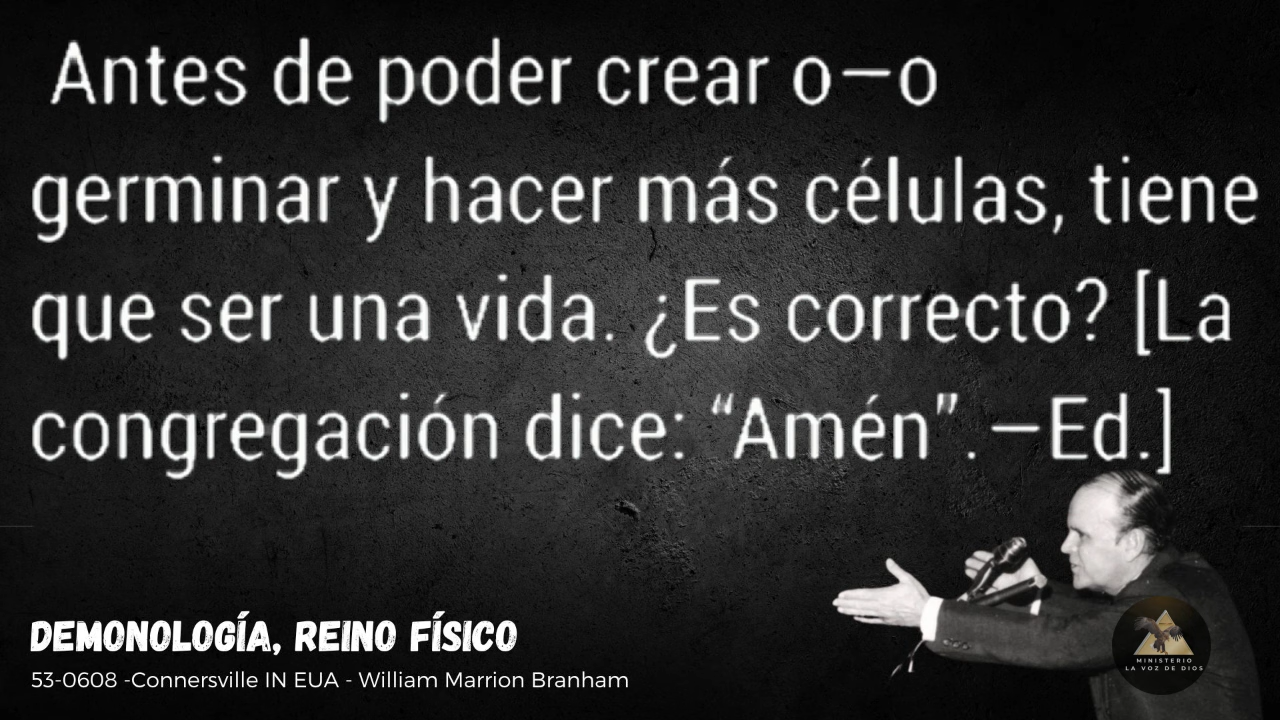 Antes de poder crear o—o
germinar y hacer más células, tiene
que ser una vida. ¿Es correcto? [La
congregación dice: “Amén”. —Ed.]
DEMONOLOGÍA, REINO FÍSICO
53-0608 -Connersville IN EUA - William Marrion Branham
MINISTERIO
LA VOZ DE DIOS